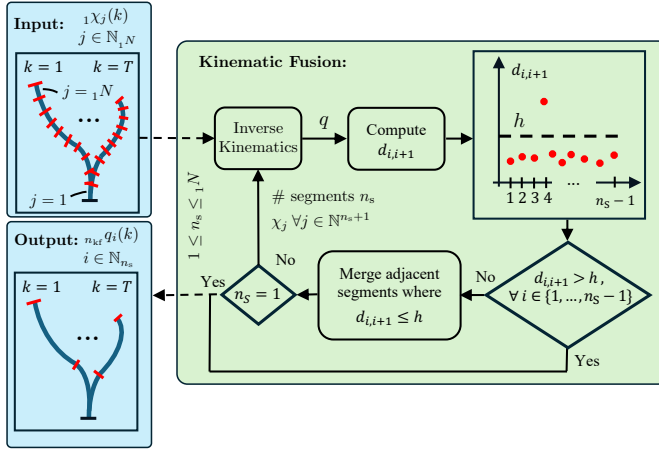 Input: ₁χⱼ(k)
j ∈ ℕ₁N
k = 1 k = T
j = ₁N
...
j = 1
Output: n_kf qᵢ(k)
i ∈ ℕ_{n_s}
k = 1 k = T
...
Kinematic Fusion:
Inverse
Kinematics
q
Compute
d_{i,i+1}
d_{i,i+1}
h
1 2 3 4 ... n_S − 1
1 ≤ n_s ≤ ₁N
# segments n_s
χⱼ ∀j ∈ ℕ^{n_s+1}
No
Yes
n_S = 1
Merge adjacent
segments where
d_{i,i+1} ≤ h
No
d_{i,i+1} > h,
∀ i ∈ {1, ..., n_S − 1}
Yes